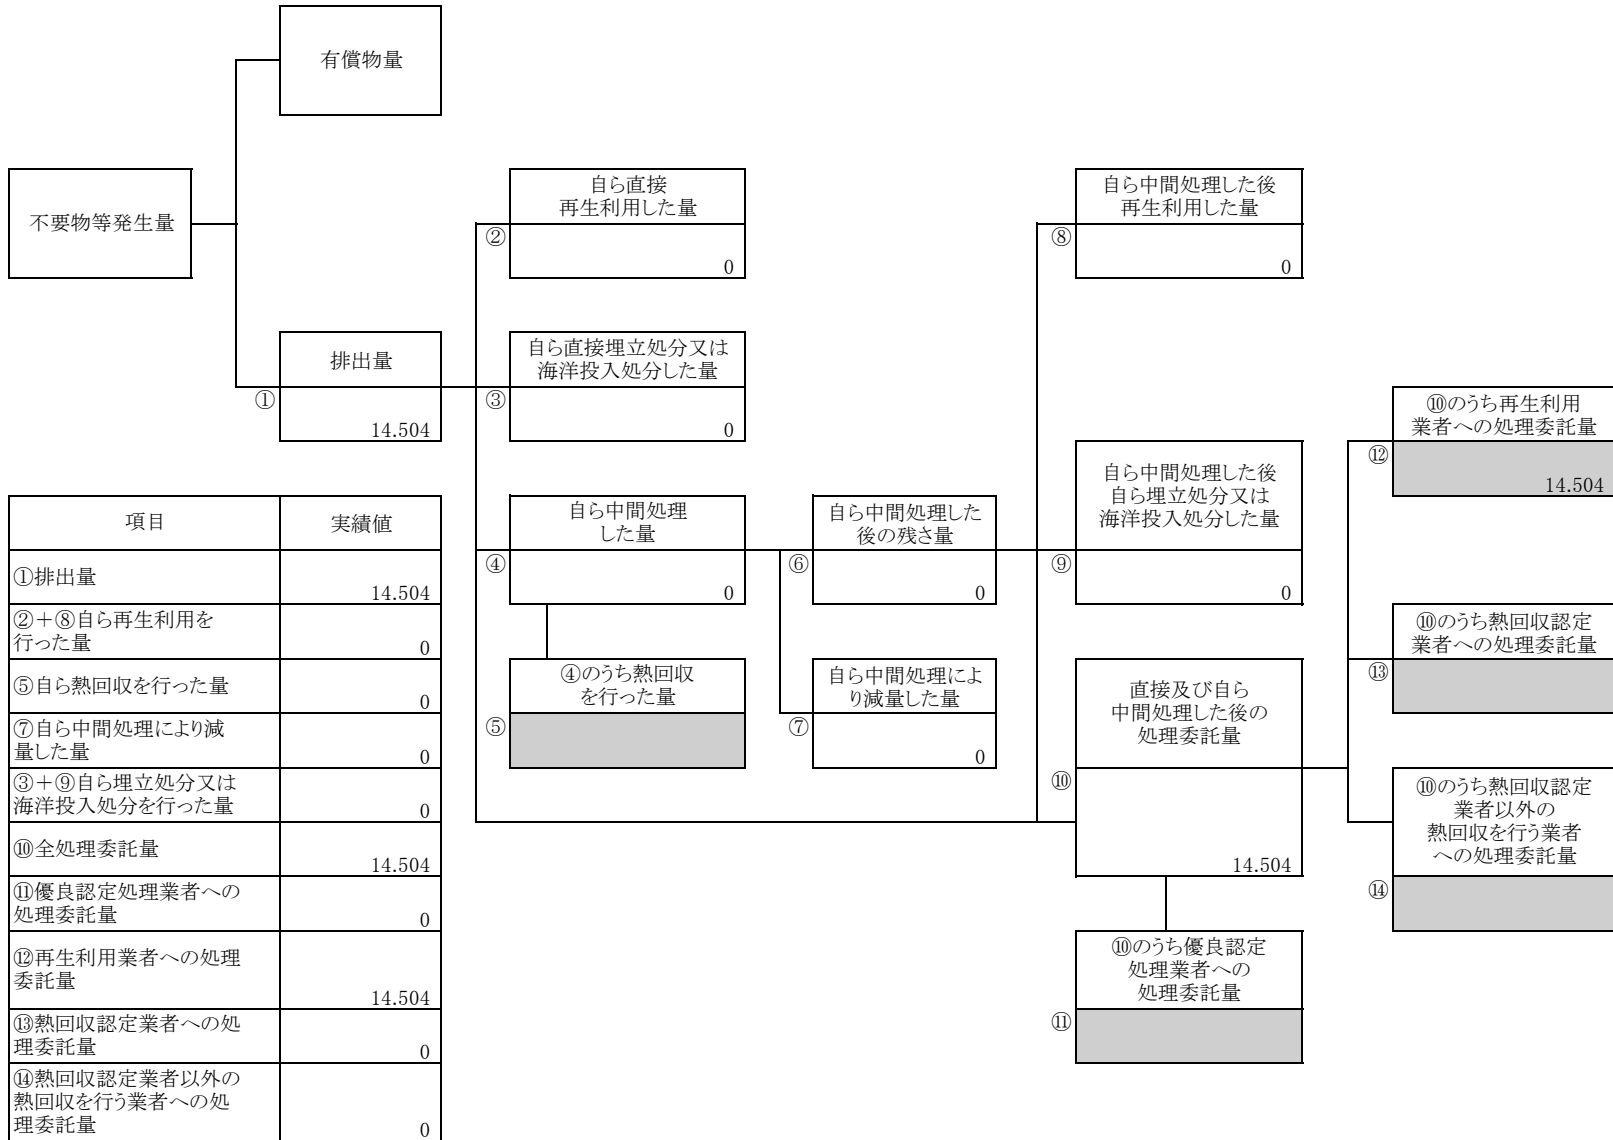 有償物量
不要物等発生量
自ら直接
再生利用した量
②
0
自ら中間処理した後
再生利用した量
⑧
0
排出量
①
14.504
自ら直接埋立処分又は
海洋投入処分した量
③
0
⑩のうち再生利用
業者への処理委託量
⑫
14.504
自ら中間処理
した量
④
0
自ら中間処理した
後の残さ量
⑥
0
自ら中間処理した後
自ら埋立処分又は
海洋投入処分した量
⑨
0
⑩のうち熱回収認定
業者への処理委託量
⑬
④のうち熱回収
を行った量
⑤
自ら中間処理によ
り減量した量
⑦
0
直接及び自ら
中間処理した後の
処理委託量
⑩
14.504
⑩のうち熱回収認定
業者以外の
熱回収を行う業者
への処理委託量
⑭
⑩のうち優良認定
処理業者への
処理委託量
⑪
項目
実績値
①排出量
14.504
②+⑧自ら再生利用を
行った量
0
⑤自ら熱回収を行った量
0
⑦自ら中間処理により減
量した量
0
③+⑨自ら埋立処分又は
海洋投入処分を行った量
0
⑩全処理委託量
14.504
⑪優良認定処理業者への
処理委託量
0
⑫再生利用業者への処理
委託量
14.504
⑬熱回収認定業者への処
理委託量
0
⑭熱回収認定業者以外の
熱回収を行う業者への処
理委託量
0